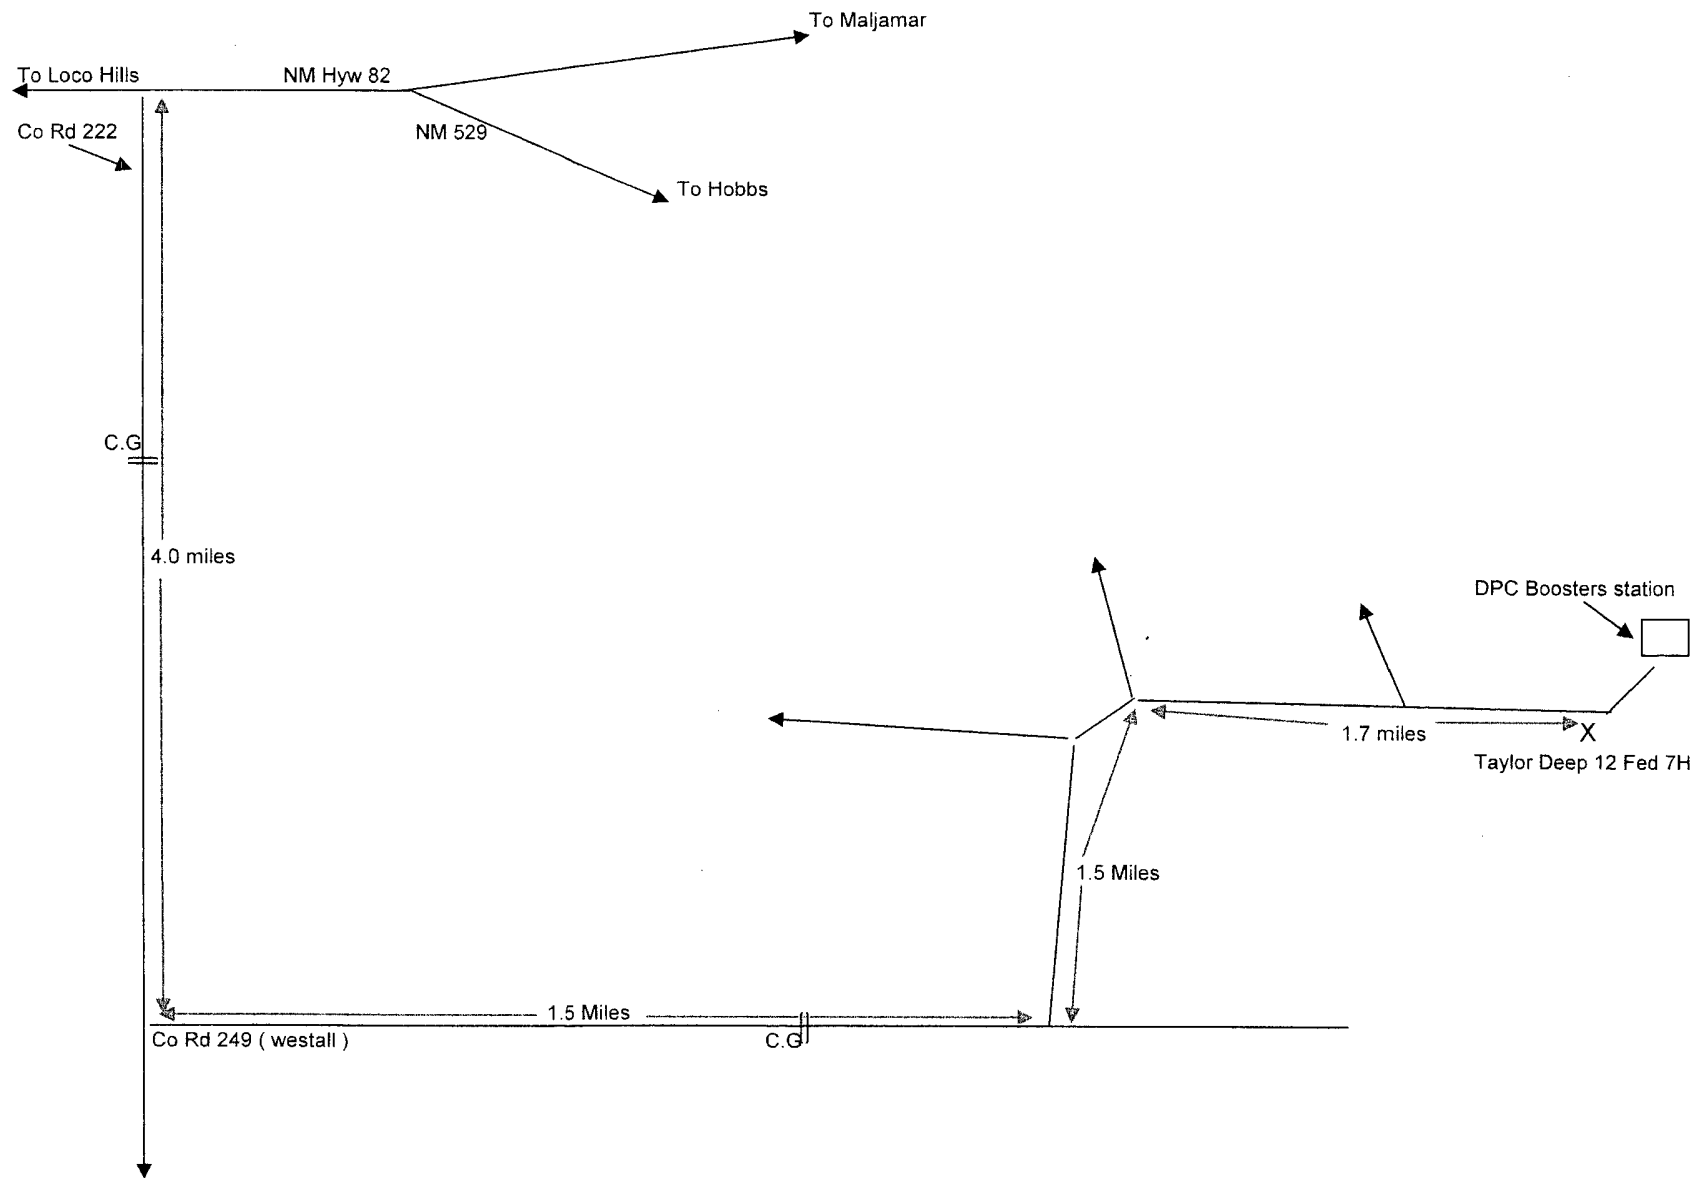 To Maljamar
To Loco Hills
NM Hyw 82
Co Rd 222
NM 529
To Hobbs
C.G
4.0 miles
DPC Boosters station
1.7 miles
X
Taylor Deep 12 Fed 7H
1.5 Miles
1.5 Miles
Co Rd 249 ( westall )
C.G